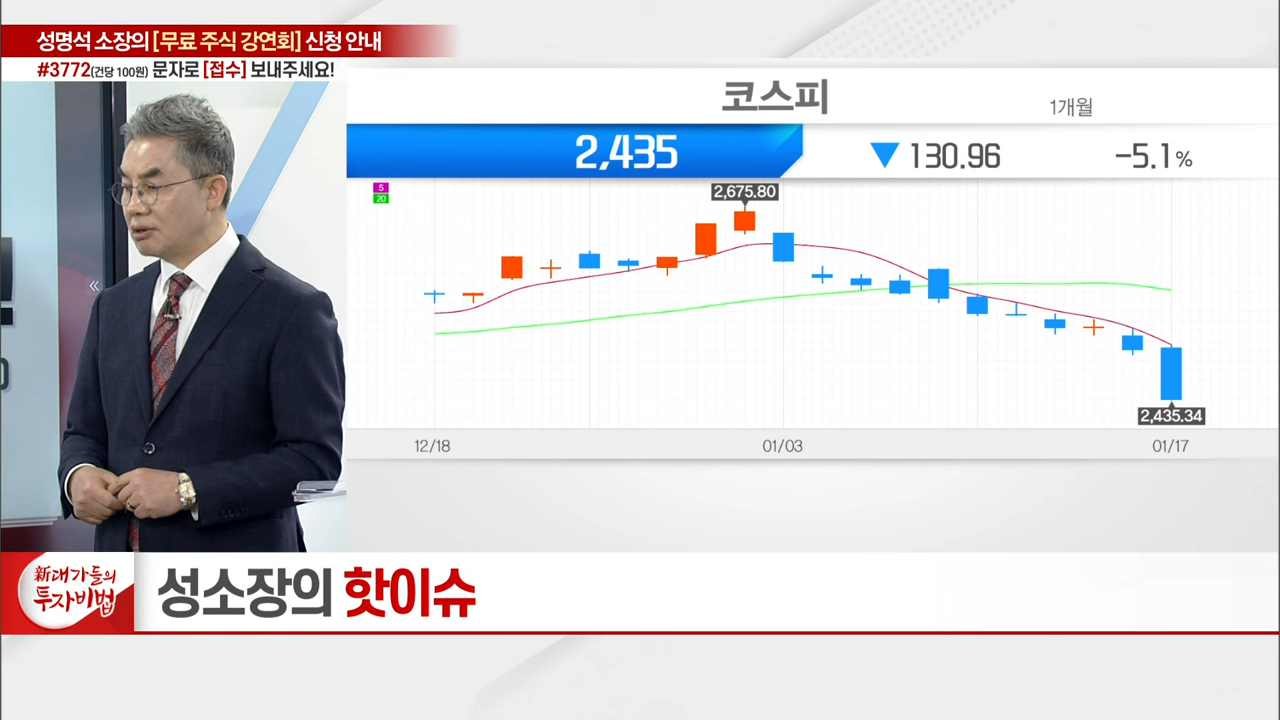 성명석 소장의 [무료 주식 강연회] 신청 안내
#3772(건당 100원) 문자로 [접수] 보내주세요!
코스피
1개월
2,435 ▼ 130.96 -5.1%
5
20
2,675.80
2,435.34
12/18 01/03 01/17
新대가들의
투자비법
성소장의 핫이슈